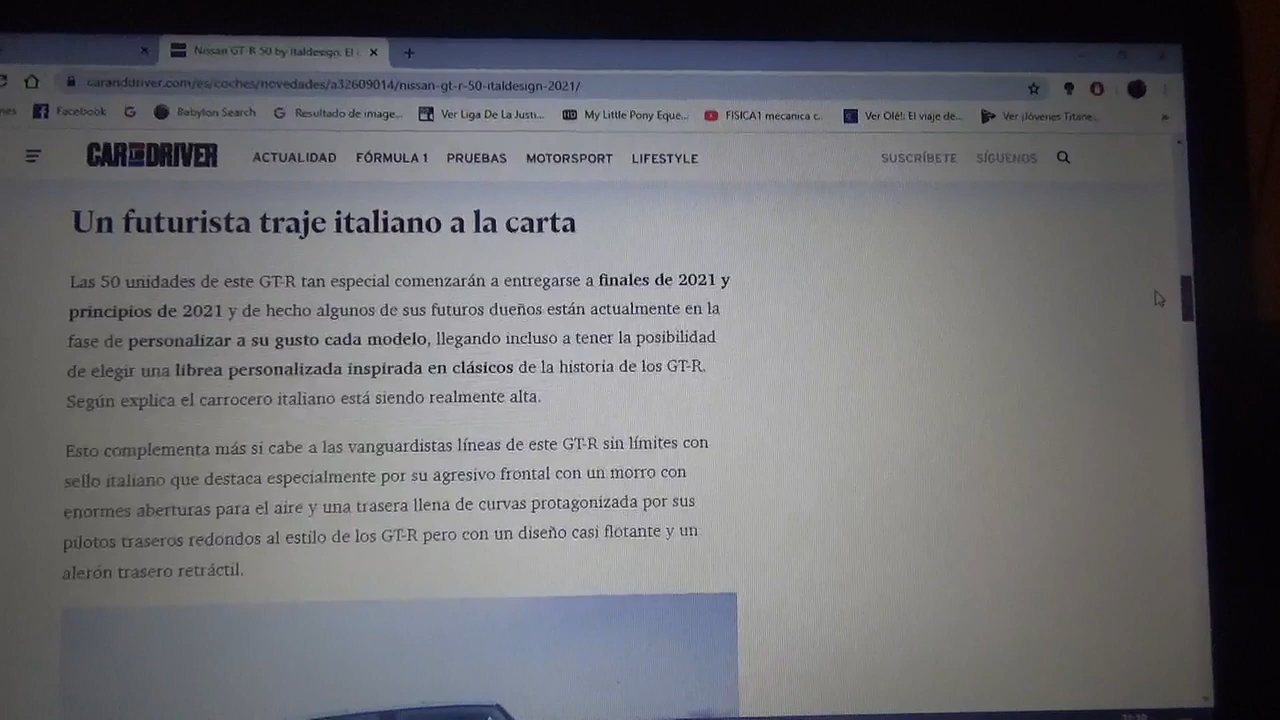 Nissan GT-R 50 by Italdesign: El
caranddriver.com/es/coches/novedades/a32609014/nissan-gt-r-50-italdesign-2021/
nes Facebook Babylon Search Resultado de image... Ver Liga De La Justi... My Little Pony Eque... FISICA1 mecanica c... Ver Olé!: El viaje de... Ver ¡Jóvenes Titane...
CAR AND DRIVER ACTUALIDAD FÓRMULA 1 PRUEBAS MOTORSPORT LIFESTYLE SUSCRÍBETE SÍGUENOS
Un futurista traje italiano a la carta
Las 50 unidades de este GT-R tan especial comenzarán a entregarse a finales de 2021 y
principios de 2021 y de hecho algunos de sus futuros dueños están actualmente en la
fase de personalizar a su gusto cada modelo, llegando incluso a tener la posibilidad
de elegir una librea personalizada inspirada en clásicos de la historia de los GT-R.
Según explica el carrocero italiano está siendo realmente alta.
Esto complementa más si cabe a las vanguardistas líneas de este GT-R sin límites con
sello italiano que destaca especialmente por su agresivo frontal con un morro con
enormes aberturas para el aire y una trasera llena de curvas protagonizada por sus
pilotos traseros redondos al estilo de los GT-R pero con un diseño casi flotante y un
alerón trasero retráctil.